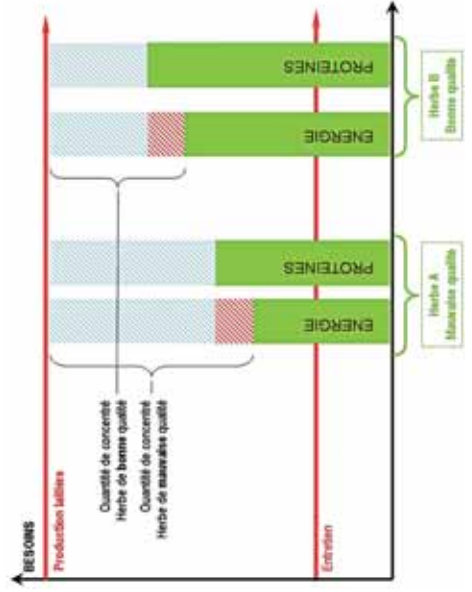 BESOINS
Production laitière
Quantité de concentré
Herbe de bonne qualité
Quantité de concentré
Herbe de mauvaise qualité
Entretien
ENERGIE
PROTEINES
ENERGIE
PROTEINES
Herbe A
Mauvaise qualité
Herbe B
Bonne qualité